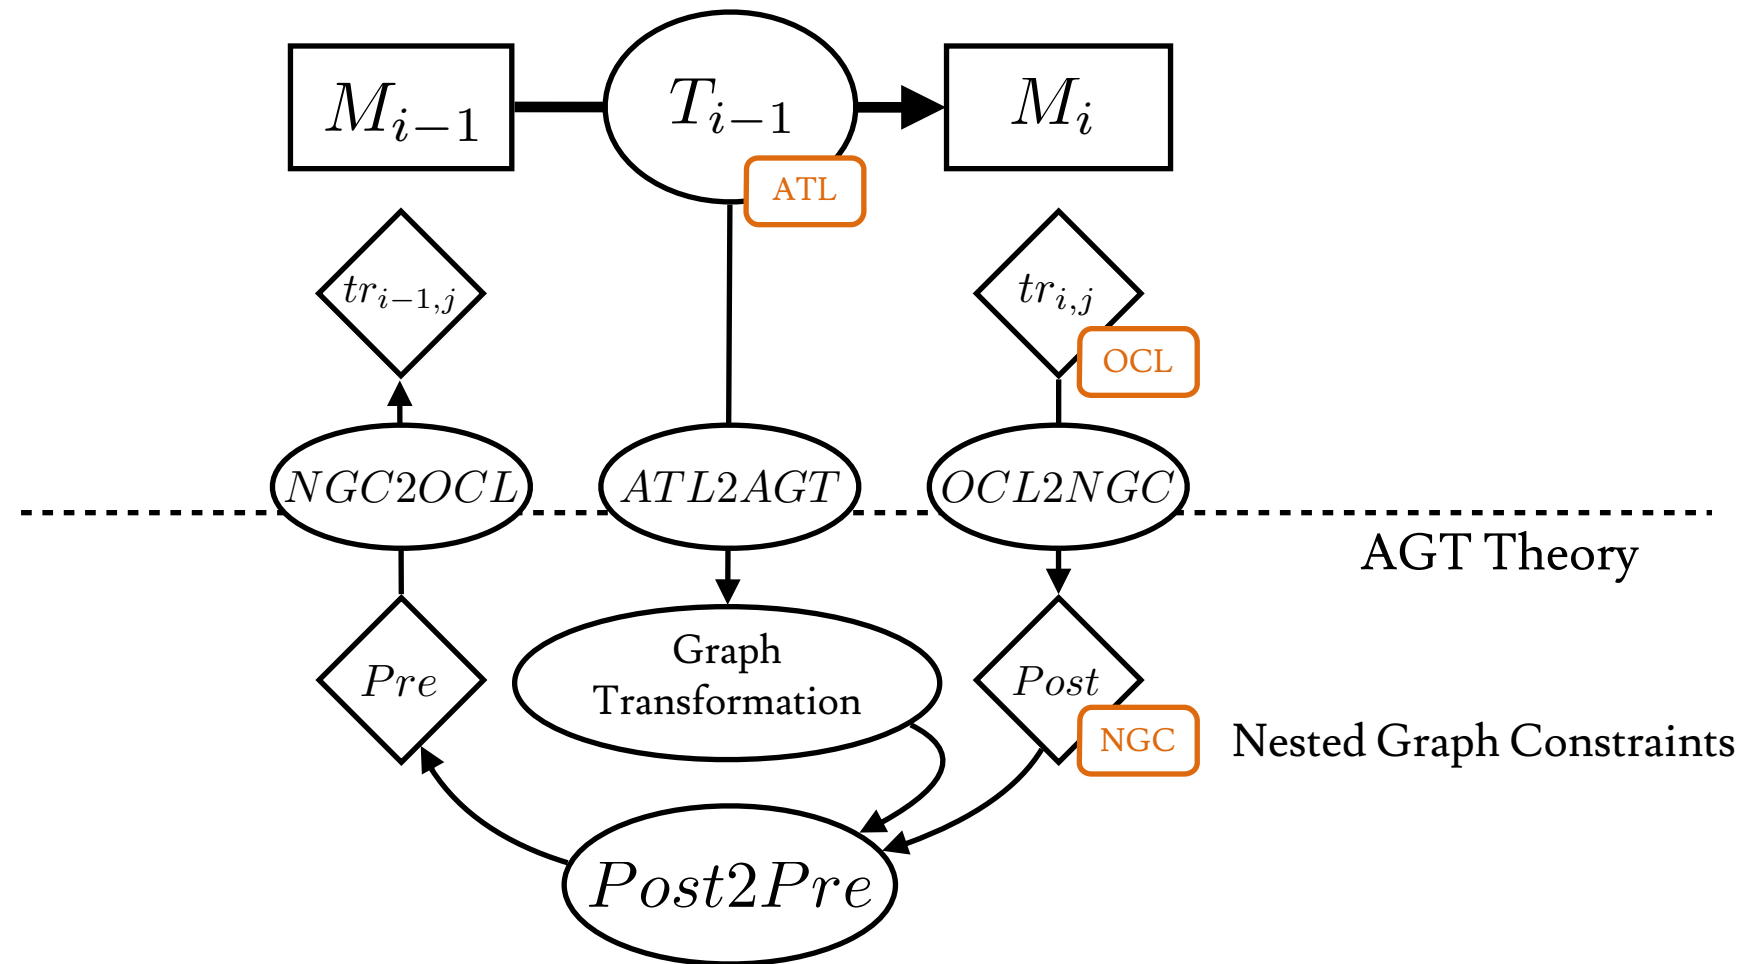 M_{i-1}
T_{i-1}
M_i
ATL
tr_{i-1,j}
tr_{i,j}
OCL
NGC2OCL
ATL2AGT
OCL2NGC
AGT Theory
Pre
Graph
Transformation
Post
NGC
Nested Graph Constraints
Post2Pre